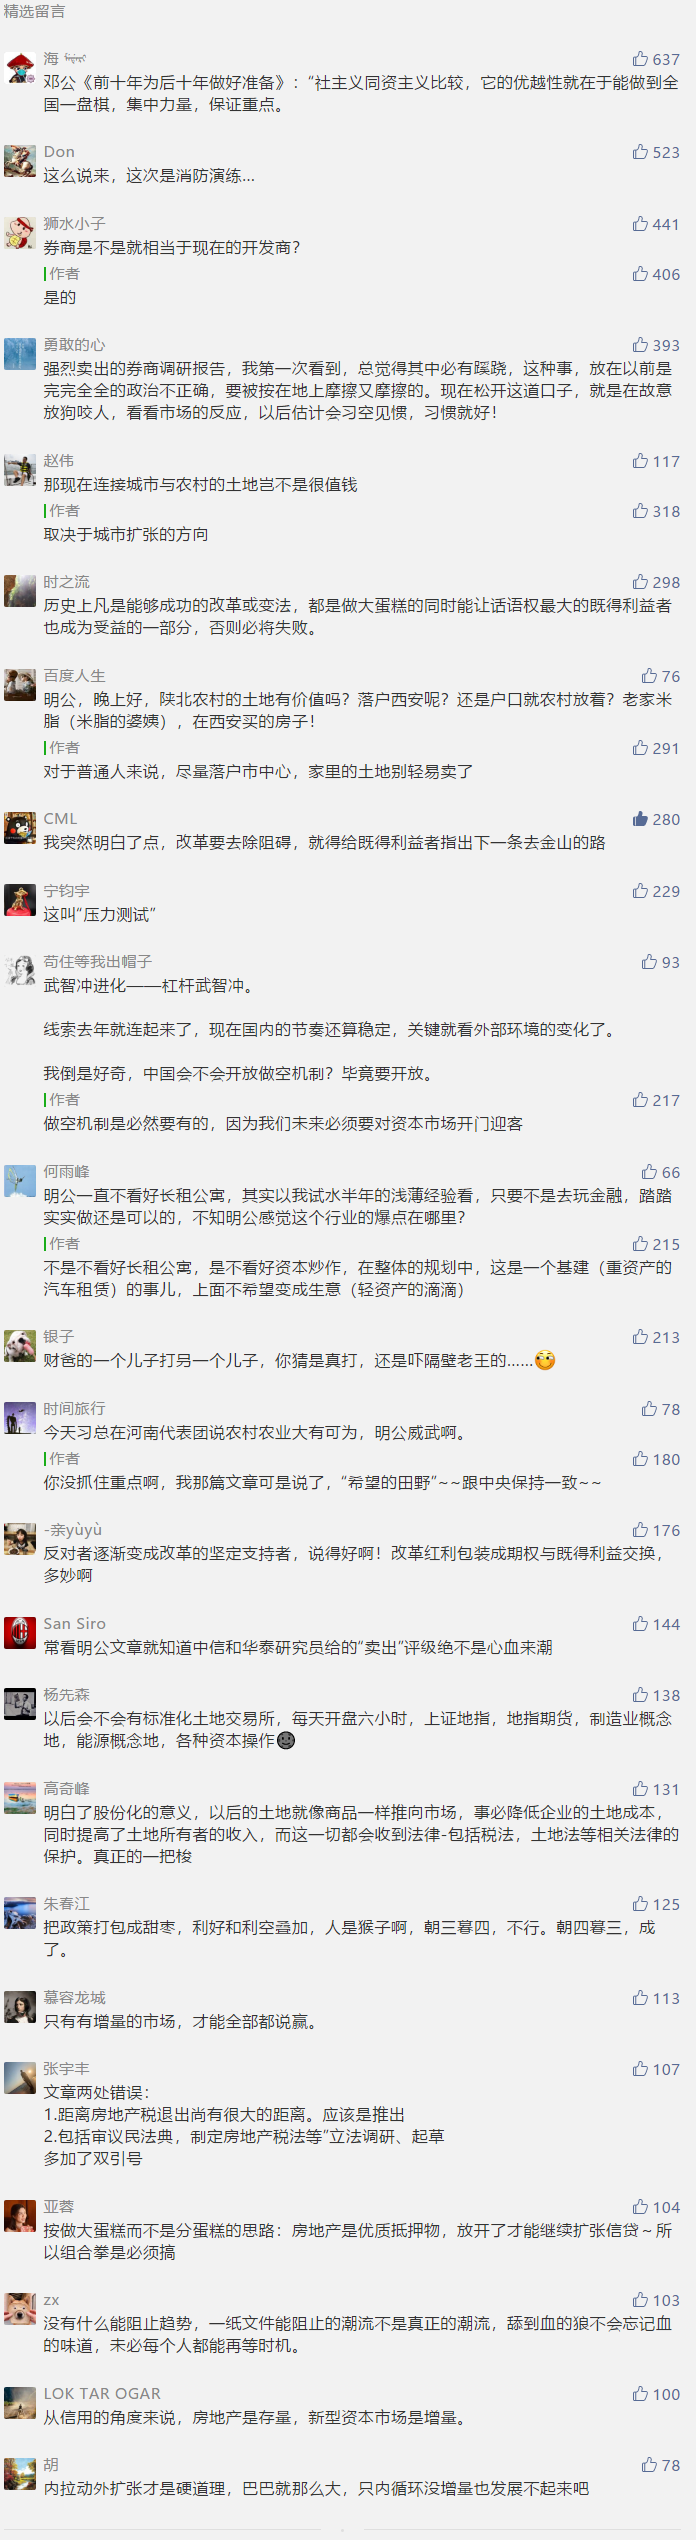 精选留言
海
637
邓公《前十年为后十年做好准备》:“社主义同资主义比较，它的优越性就在于能做到全
国一盘棋，集中力量，保证重点。
Don
523
这么说来，这次是消防演练...
狮水小子
441
券商是不是就相当于现在的开发商?
作者
406
是的
勇敢的心
393
强烈卖出的券商调研报告，我第一次看到，总觉得其中必有蹊跷，这种事，放在以前是
完完全全的政治不正确，要被按在地上摩擦又摩擦的。现在松开这道口子，就是在故意
放狗咬人，看看市场的反应，以后估计会习空见惯，习惯就好!
赵伟
117
那现在连接城市与农村的土地岂不是很值钱
作者
318
取决于城市扩张的方向
时之流
298
历史上凡是能够成功的改革或变法，都是做大蛋糕的同时能让话语权最大的既得利益者
也成为受益的一部分，否则必将失败。
百度人生
76
明公，晚上好，陕北农村的土地有价值吗? 落户西安呢? 还是户口就农村放着? 老家米
脂（米脂的婆姨），在西安买的房子!
作者
291
对于普通人来说，尽量落户市中心，家里的土地别轻易卖了
CML
280
我突然明白了点，改革要去除阻碍，就得给既得利益者指出下一条去金山的路
宁钧宇
229
这叫“压力测试”
苟住等我出帽子
93
武智冲进化——杠杆武智冲。
线索去年就连起来了，现在国内的节奏还算稳定，关键就看外部环境的变化了。
我倒是好奇，中国会不会开放做空机制? 毕竟要开放。
作者
217
做空机制是必然要有的，因为我们未来必须要对资本市场开门迎客
何雨峰
66
明公一直不看好长租公寓，其实以我试水半年的浅薄经验看，只要不是去玩金融，踏踏
实实做还是可以的，不知明公感觉这个行业的爆点在哪里?
作者
215
不是不看好长租公寓，是不看好资本炒作，在整体的规划中，这是一个基建（重资产的
汽车租赁）的事儿，上面不希望变成生意（轻资产的滴滴）
银子
213
财爸的一个儿子打另一个儿子，你猜是真打，还是吓隔壁老王的......
时间旅行
78
今天习总在河南代表团说农村农业大有可为，明公威武啊。
作者
180
你没抓住重点啊，我那篇文章可是说了，“希望的田野”~~跟中央保持一致~~
-亲yùyù
176
反对者逐渐变成改革的坚定支持者，说得好啊! 改革红利包装成期权与既得利益交换，
多妙啊
San Siro
144
常看明公文章就知道中信和华泰研究员给的“卖出”评级绝不是心血来潮
杨先森
138
以后会不会有标准化土地交易所，每天开盘六小时，上证地指，地指期货，制造业概念
地，能源概念地，各种资本操作
高奇峰
131
明白了股份化的意义，以后的土地就像商品一样推向市场，事必降低企业的土地成本，
同时提高了土地所有者的收入，而这一切都会收到法律-包括税法，土地法等相关法律的
保护。真正的一把梭
朱春江
125
把政策打包成甜枣，利好和利空叠加，人是猴子啊，朝三暮四，不行。朝四暮三，成
了。
慕容龙城
113
只有有增量的市场，才能全部都说赢。
张宇丰
107
文章两处错误:
1.距离房地产税退出尚有很大的距离。应该是推出
2.包括审议民法典，制定房地产税法等”立法调研、起草
多加了双引号
亚蓉
104
按做大蛋糕而不是分蛋糕的思路: 房地产是优质抵押物，放开了才能继续扩张信贷～所
以组合拳是必须搞
zx
103
没有什么能阻止趋势，一纸文件能阻止的潮流不是真正的潮流，舔到血的狼不会忘记血
的味道，未必每个人都能再等时机。
LOK TAR OGAR
100
从信用的角度来说，房地产是存量，新型资本市场是增量。
胡
78
内拉动外扩张才是硬道理，巴巴就那么大，只内循环没增量也发展不起来吧